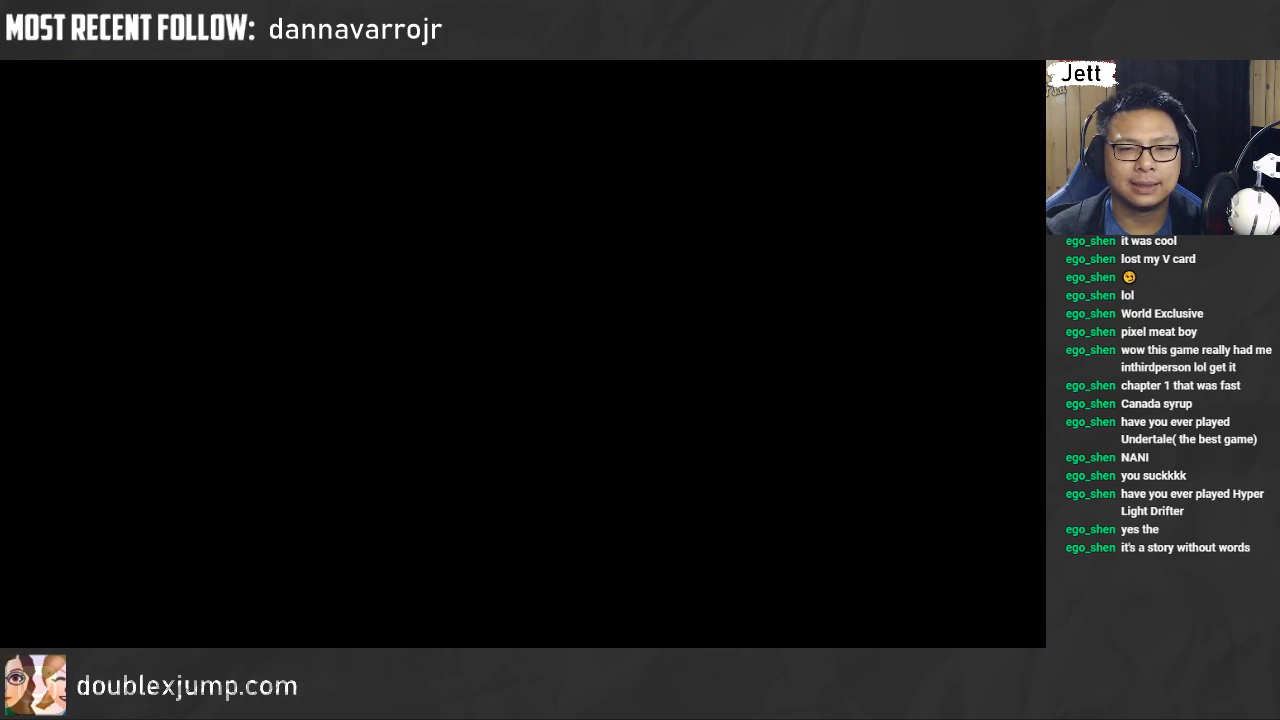 MOST RECENT FOLLOW: dannavarrojr
Jett
ego_shen it was cool
ego_shen lost my V card
ego_shen 😏
ego_shen lol
ego_shen World Exclusive
ego_shen pixel meat boy
ego_shen wow this game really had me
inthirdperson lol get it
ego_shen chapter 1 that was fast
ego_shen Canada syrup
ego_shen have you ever played
Undertale( the best game)
ego_shen NANI
ego_shen you suckkkk
ego_shen have you ever played Hyper
Light Drifter
ego_shen yes the
ego_shen it's a story without words
doublexjump.com